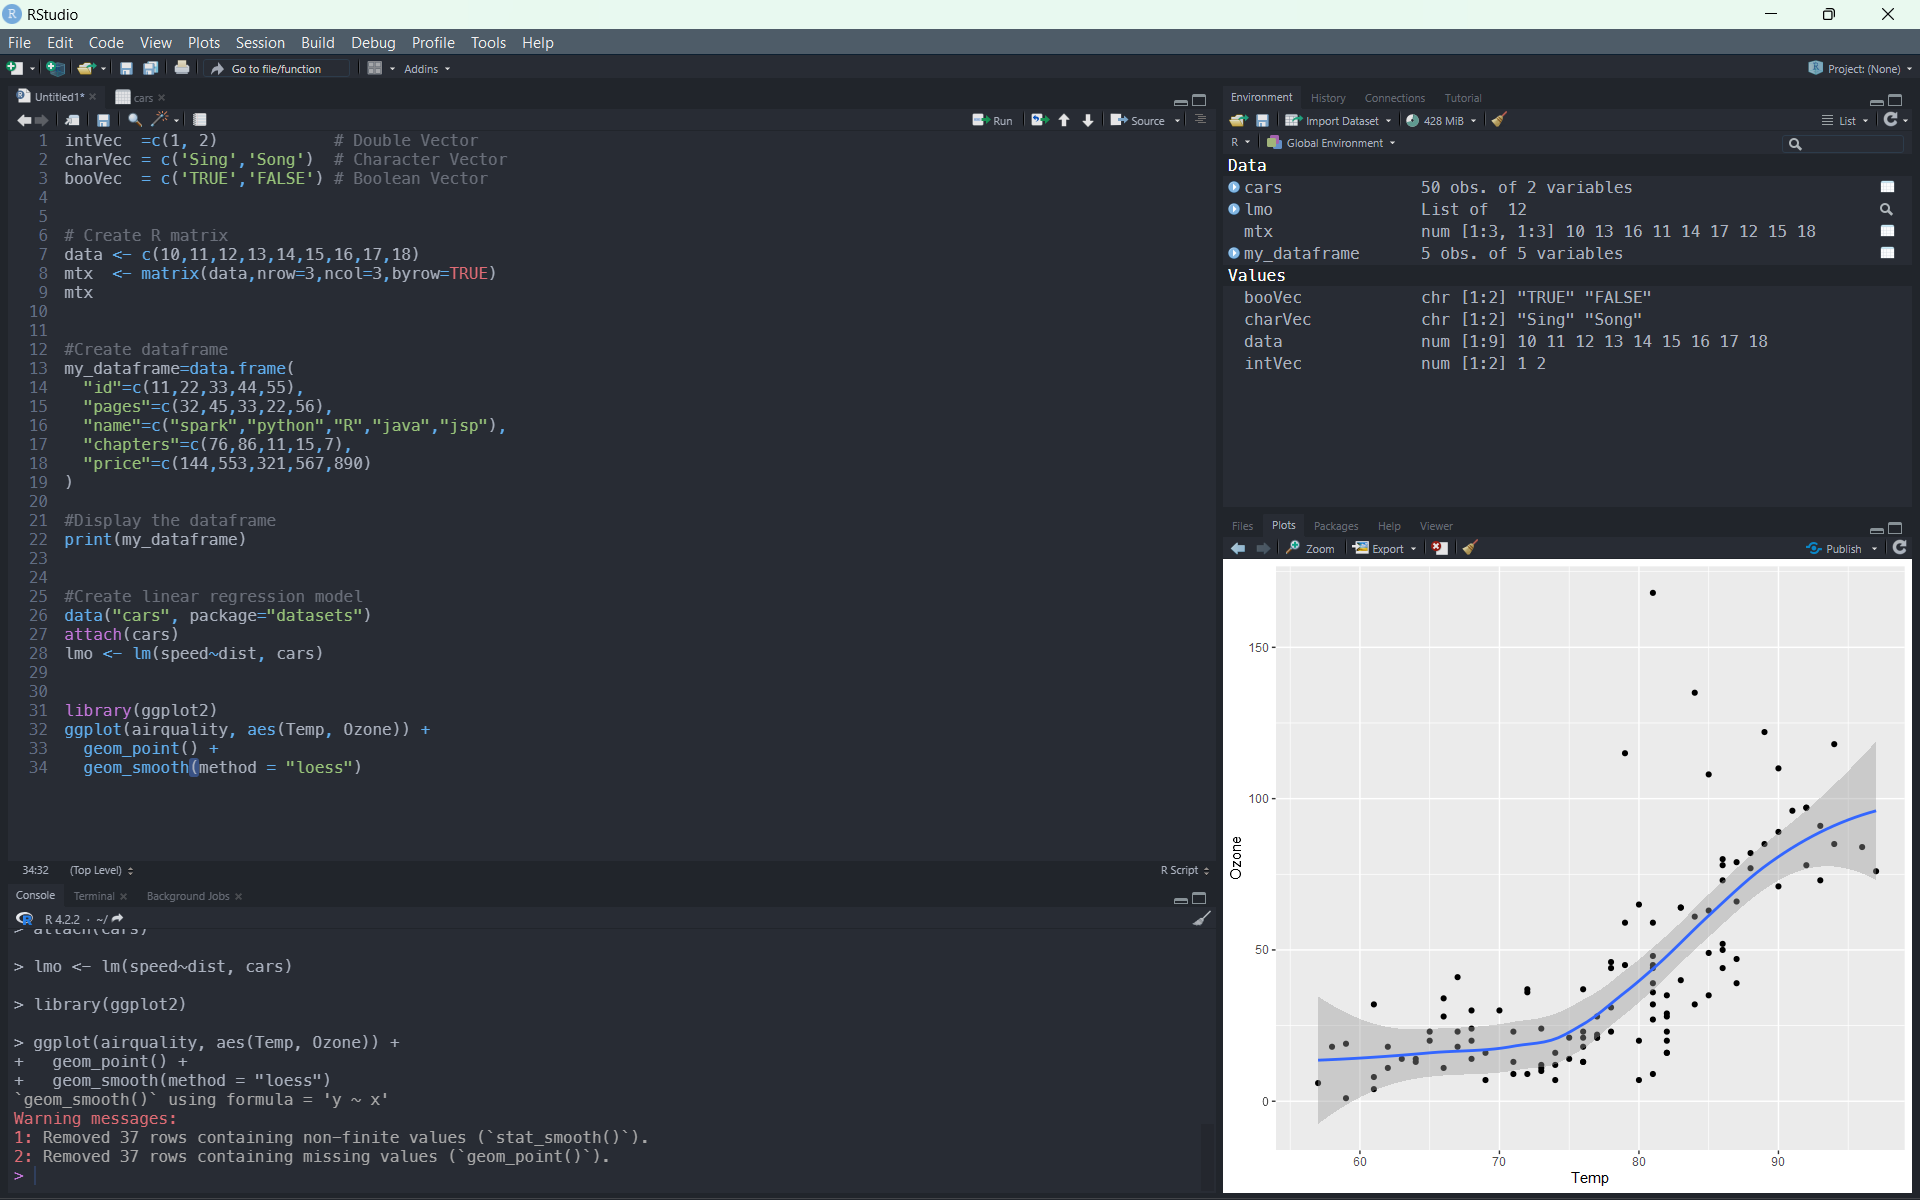 RStudio
File Edit Code View Plots Session Build Debug Profile Tools Help
Go to file/function Addins Project: (None)
Untitled1* cars
Run Source
1 intVec  =c(1, 2)            # Double Vector
2 charVec = c('Sing','Song')  # Character Vector
3 booVec  = c('TRUE','FALSE') # Boolean Vector
4
5
6 # Create R matrix
7 data <- c(10,11,12,13,14,15,16,17,18)
8 mtx  <- matrix(data,nrow=3,ncol=3,byrow=TRUE)
9 mtx
10
11
12 #Create dataframe
13 my_dataframe=data.frame(
14   "id"=c(11,22,33,44,55),
15   "pages"=c(32,45,33,22,56),
16   "name"=c("spark","python","R","java","jsp"),
17   "chapters"=c(76,86,11,15,7),
18   "price"=c(144,553,321,567,890)
19 )
20
21 #Display the dataframe
22 print(my_dataframe)
23
24
25 #Create linear regression model
26 data("cars", package="datasets")
27 attach(cars)
28 lmo <- lm(speed~dist, cars)
29
30
31 library(ggplot2)
32 ggplot(airquality, aes(Temp, Ozone)) +
33   geom_point() +
34   geom_smooth(method = "loess")
34:32 (Top Level) R Script
Console Terminal Background Jobs
R 4.2.2 · ~/
> attach(cars)
> lmo <- lm(speed~dist, cars)
> library(ggplot2)
> ggplot(airquality, aes(Temp, Ozone)) +
+   geom_point() +
+   geom_smooth(method = "loess")
`geom_smooth()` using formula = 'y ~ x'
Warning messages:
1: Removed 37 rows containing non-finite values (`stat_smooth()`).
2: Removed 37 rows containing missing values (`geom_point()`).
>
Environment History Connections Tutorial
Import Dataset 428 MiB List
R Global Environment
Data
cars 50 obs. of 2 variables
lmo List of  12
mtx num [1:3, 1:3] 10 13 16 11 14 17 12 15 18
my_dataframe 5 obs. of 5 variables
Values
booVec chr [1:2] "TRUE" "FALSE"
charVec chr [1:2] "Sing" "Song"
data num [1:9] 10 11 12 13 14 15 16 17 18
intVec num [1:2] 1 2
Files Plots Packages Help Viewer
Zoom Export Publish
150
100
Ozone
50
0
60 70 80 90
Temp